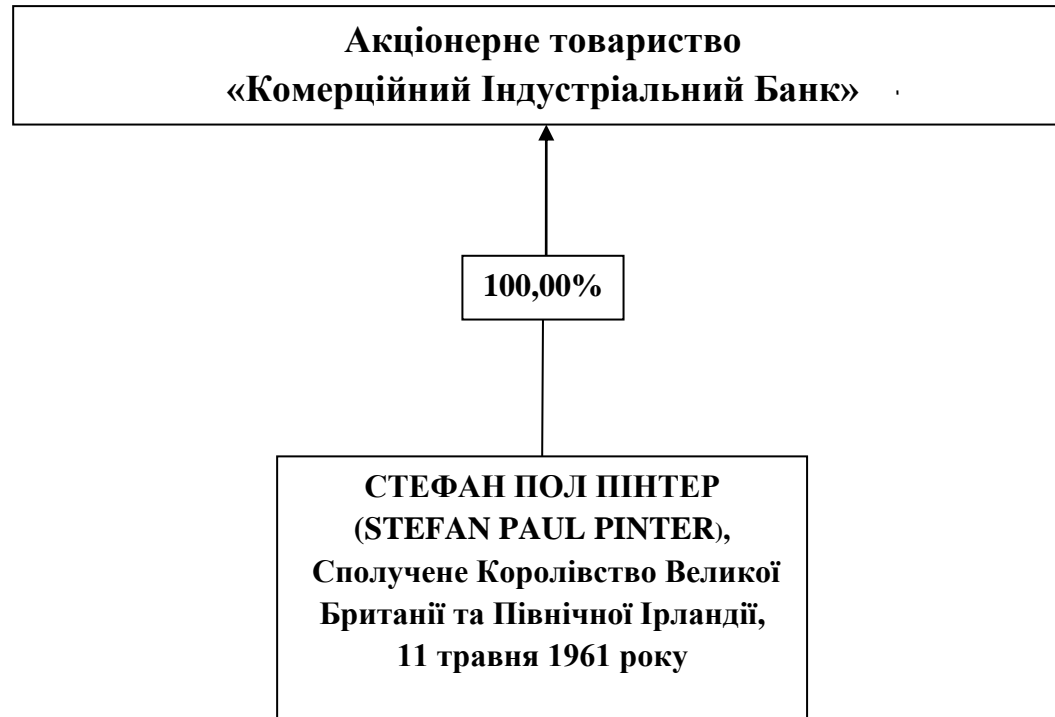 Акціонерне товариство
«Комерційний Індустріальний Банк»
100,00%
СТЕФАН ПОЛ ПІНТЕР
(STEFAN PAUL PINTER),
Сполучене Королівство Великої
Британії та Північної Ірландії,
11 травня 1961 року